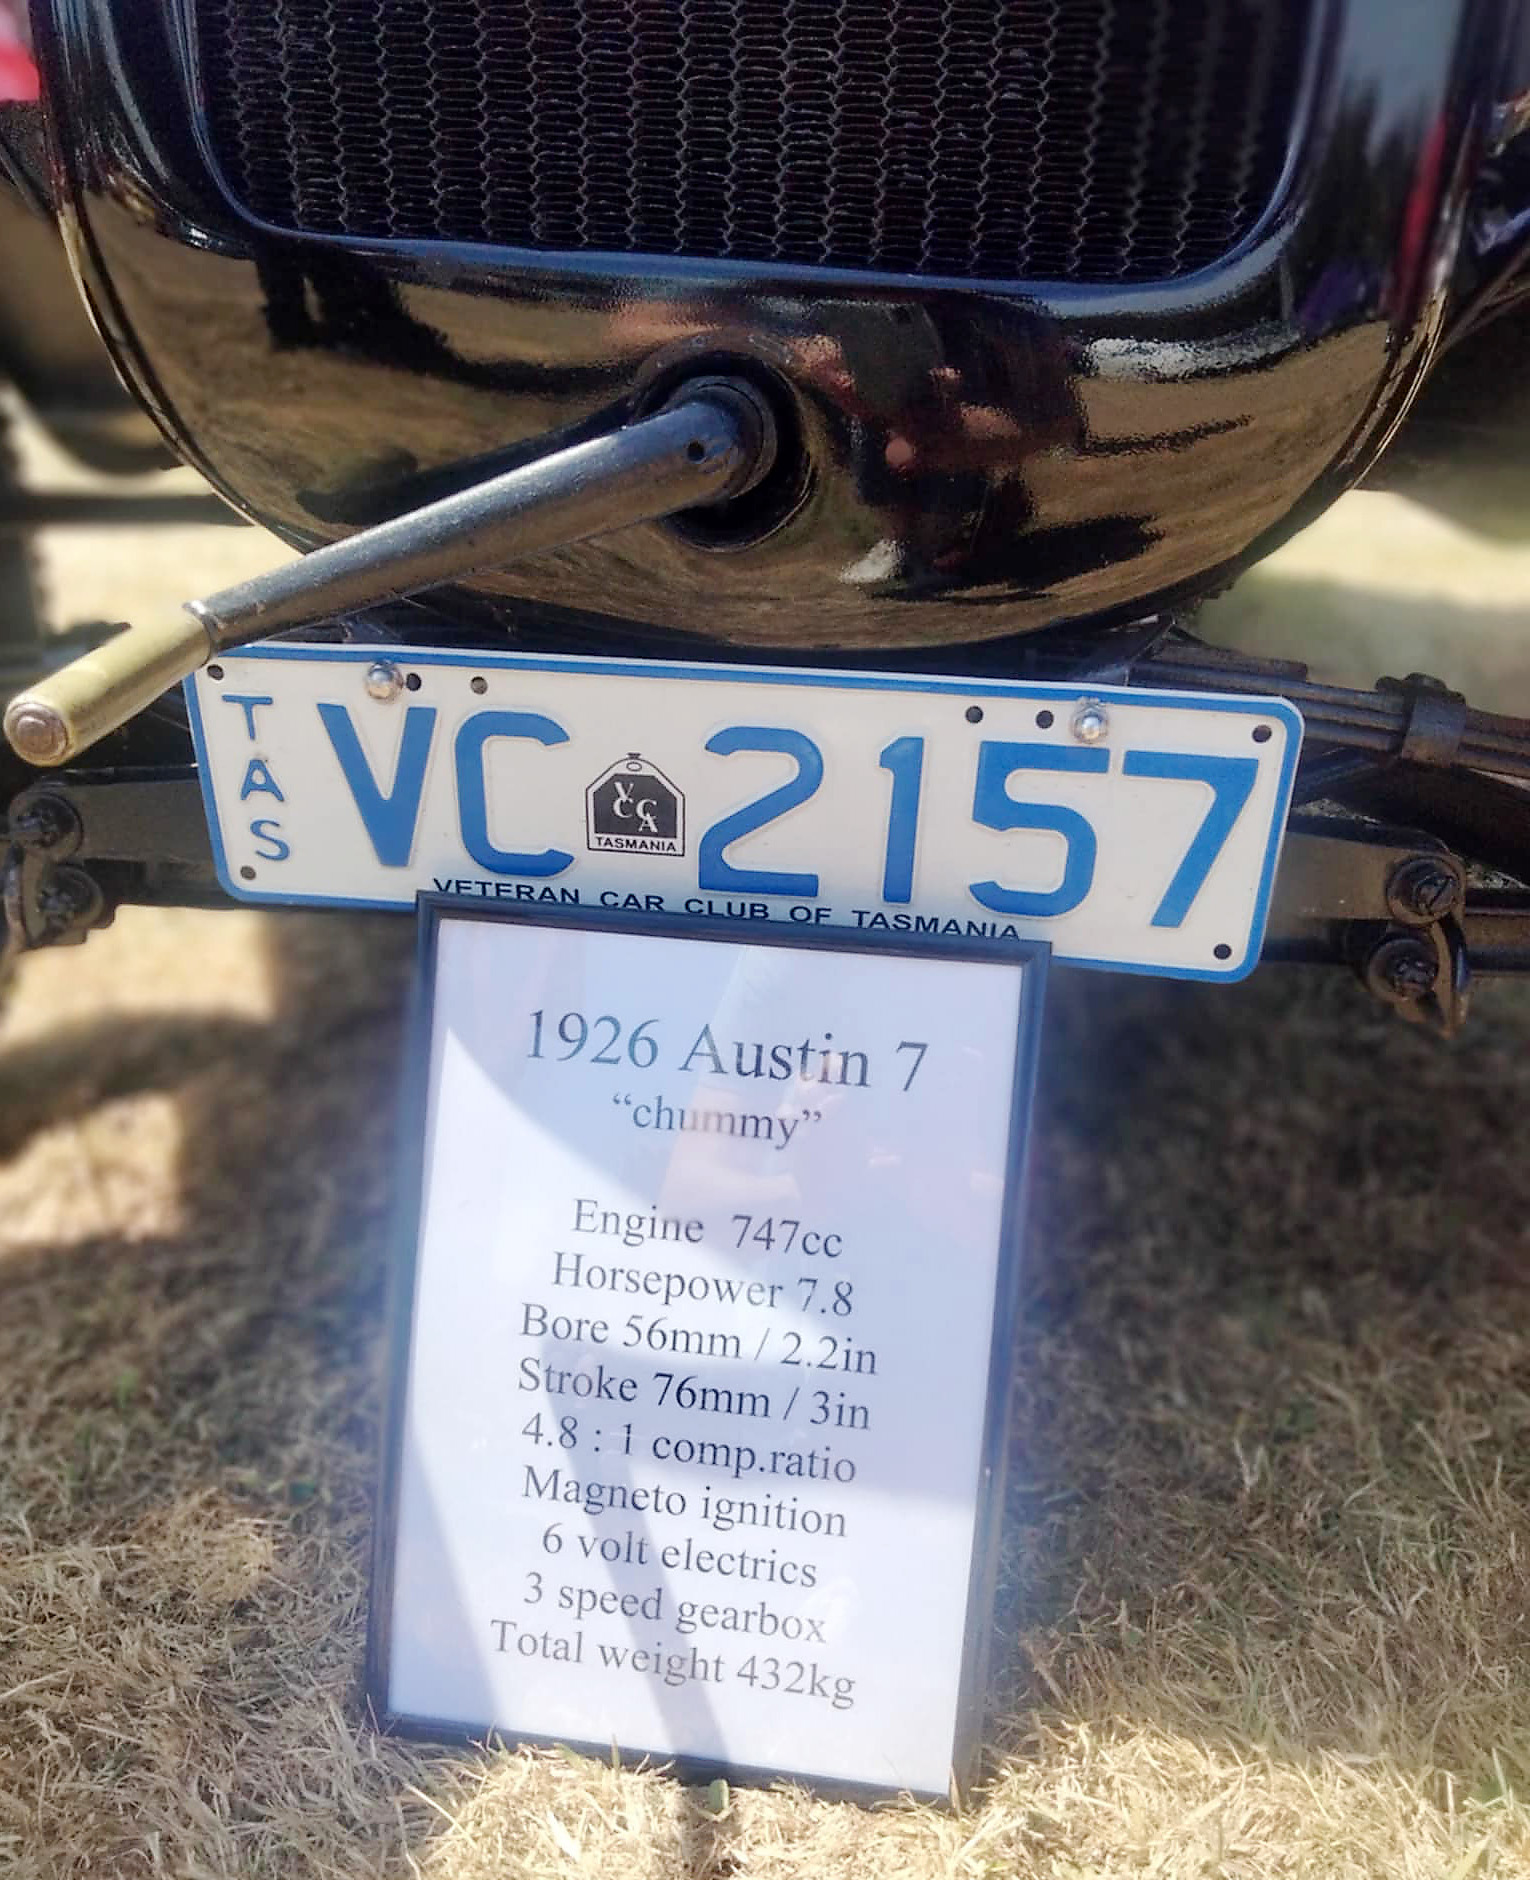 TAS
VC 2157
VCCA
TASMANIA
VETERAN CAR CLUB OF TASMANIA
1926 Austin 7
“chummy”
Engine 747cc
Horsepower 7.8
Bore 56mm / 2.2in
Stroke 76mm / 3in
4.8 : 1 comp.ratio
Magneto ignition
6 volt electrics
3 speed gearbox
Total weight 432kg